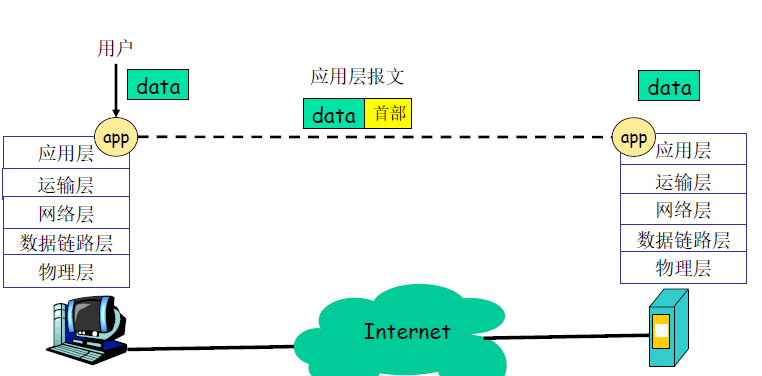 用户
data
应用层报文
data
data 首部
app
app
应用层
运输层
网络层
数据链路层
物理层
应用层
运输层
网络层
数据链路层
物理层
Internet